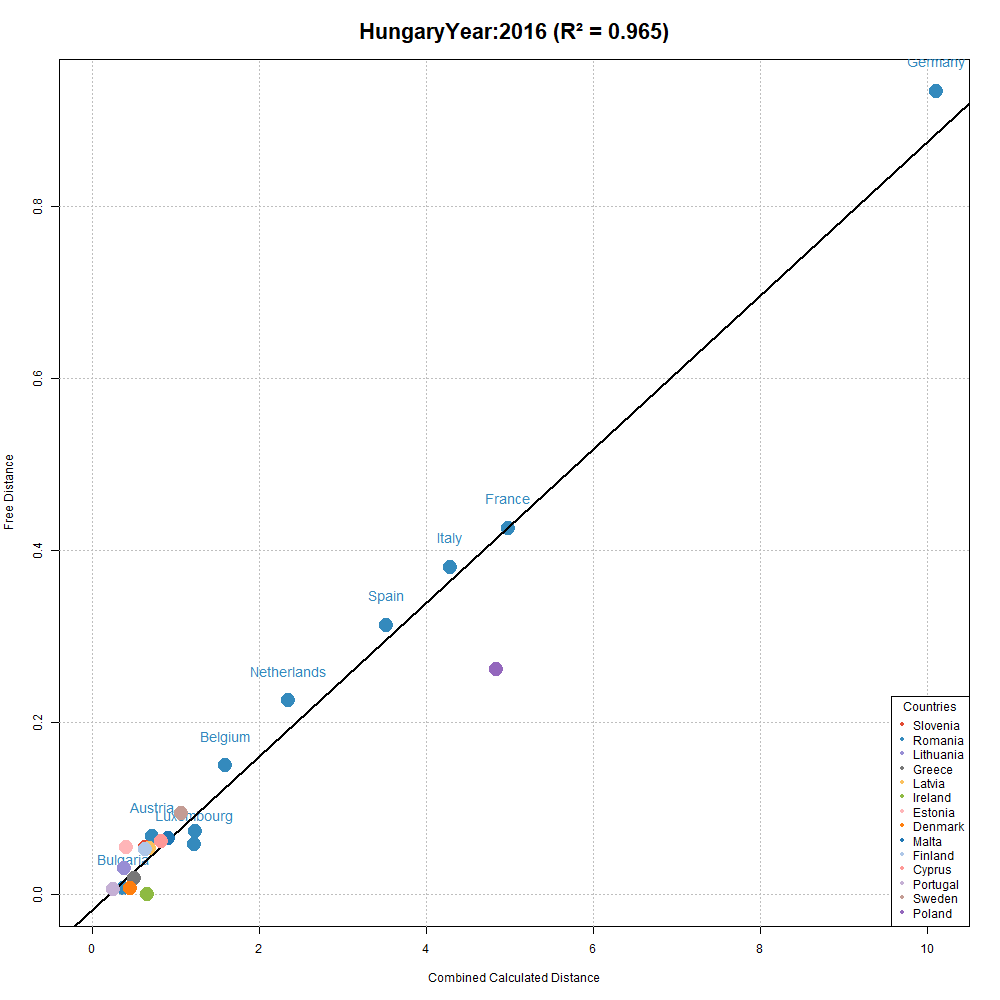 HungaryYear:2016 (R² = 0.965)
Germany
0.8
0.6
Free Distance
France
Italy
0.4
Spain
Netherlands
0.2
Belgium
Austria
Luxembourg
Bulgaria
0.0
Countries
Slovenia
Romania
Lithuania
Greece
Latvia
Ireland
Estonia
Denmark
Malta
Finland
Cyprus
Portugal
Sweden
Poland
0 2 4 6 8 10
Combined Calculated Distance